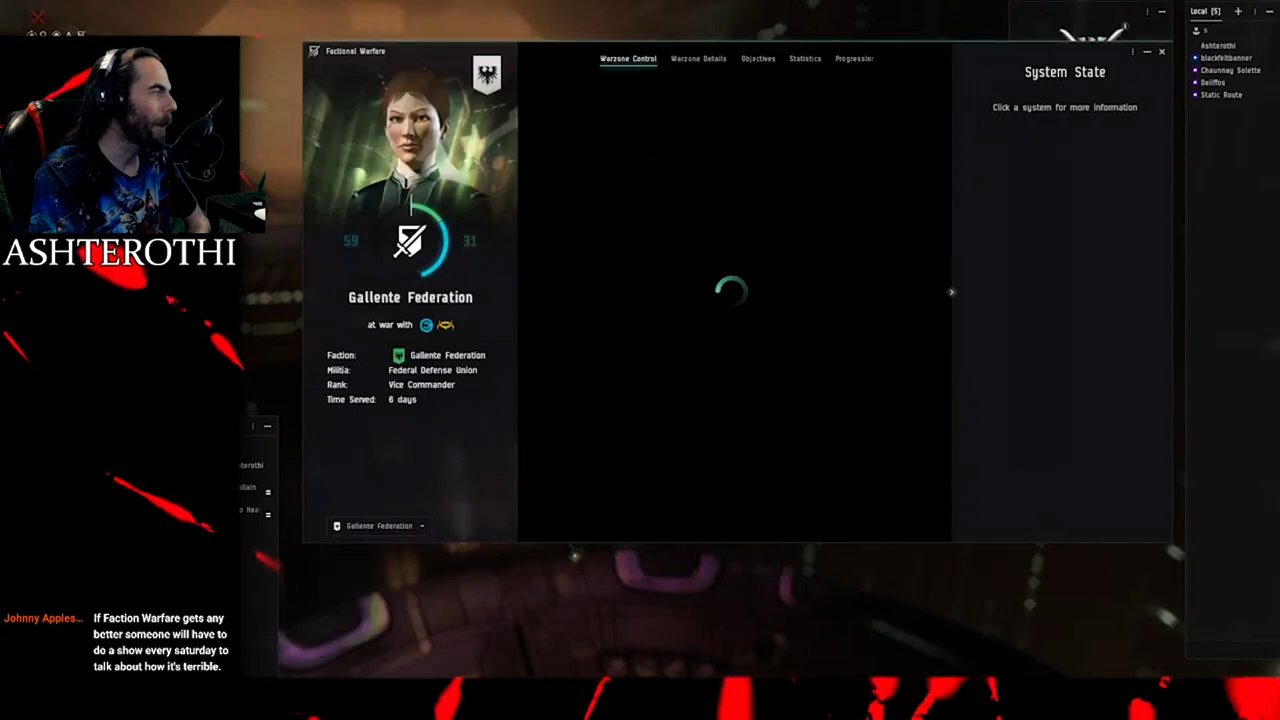 Factional Warfare
Warzone Control
Warzone Details
Objectives
Statistics
System State
Click a system for more information
Local [5]
5
Ashterothi
blackfeltbanner
Chaunnay Solette
Deliffos
Static Route
ASHTEROTHI
59
31
Gallente Federation
at war with
Faction: Gallente Federation
Militia: Federal Defense Union
Rank: Vice Commander
Time Served: 6 days
Gallente Federation
Johnny Apples... If Faction Warfare gets any
better someone will have to
do a show every saturday to
talk about how it's terrible.